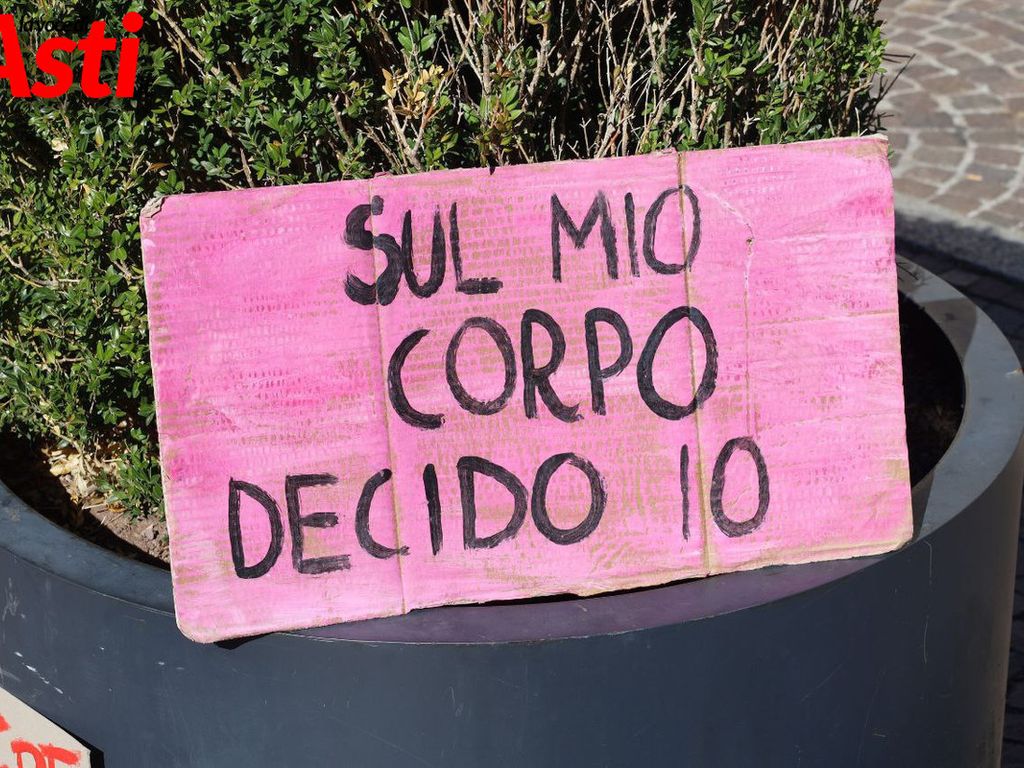 Asti
SUL MIO
CORPO
DECIDO IO